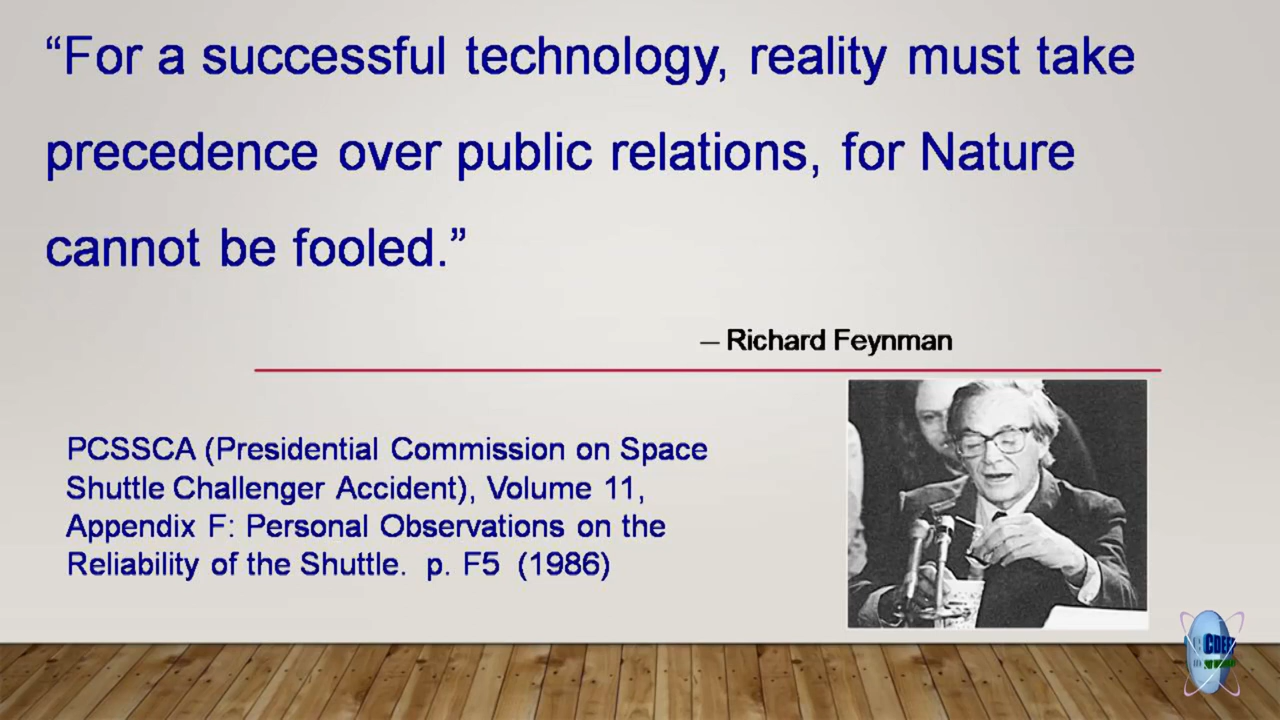 “For a successful technology, reality must take
precedence over public relations, for Nature
cannot be fooled.”
— Richard Feynman
PCSSCA (Presidential Commission on Space
Shuttle Challenger Accident), Volume 11,
Appendix F: Personal Observations on the
Reliability of the Shuttle.  p. F5  (1986)